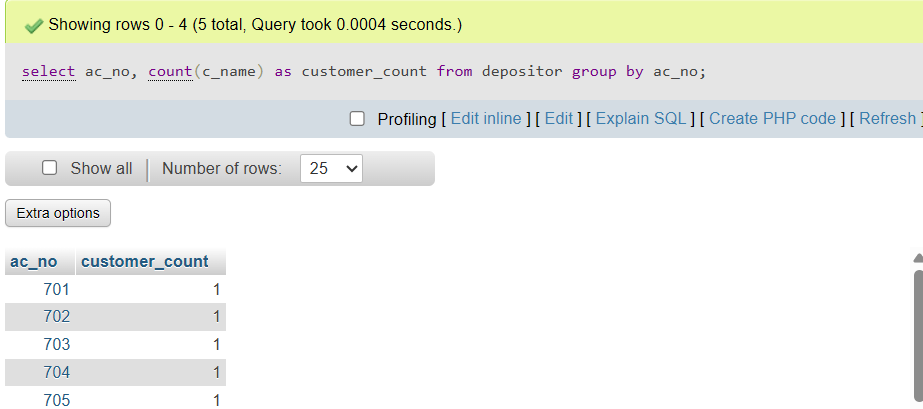 Showing rows 0 - 4 (5 total, Query took 0.0004 seconds.)
select ac_no, count(c_name) as customer_count from depositor group by ac_no;
Profiling [ Edit inline ] [ Edit ] [ Explain SQL ] [ Create PHP code ] [ Refresh ]
Show all | Number of rows: 25
Extra options
ac_no customer_count
701 1
702 1
703 1
704 1
705 1